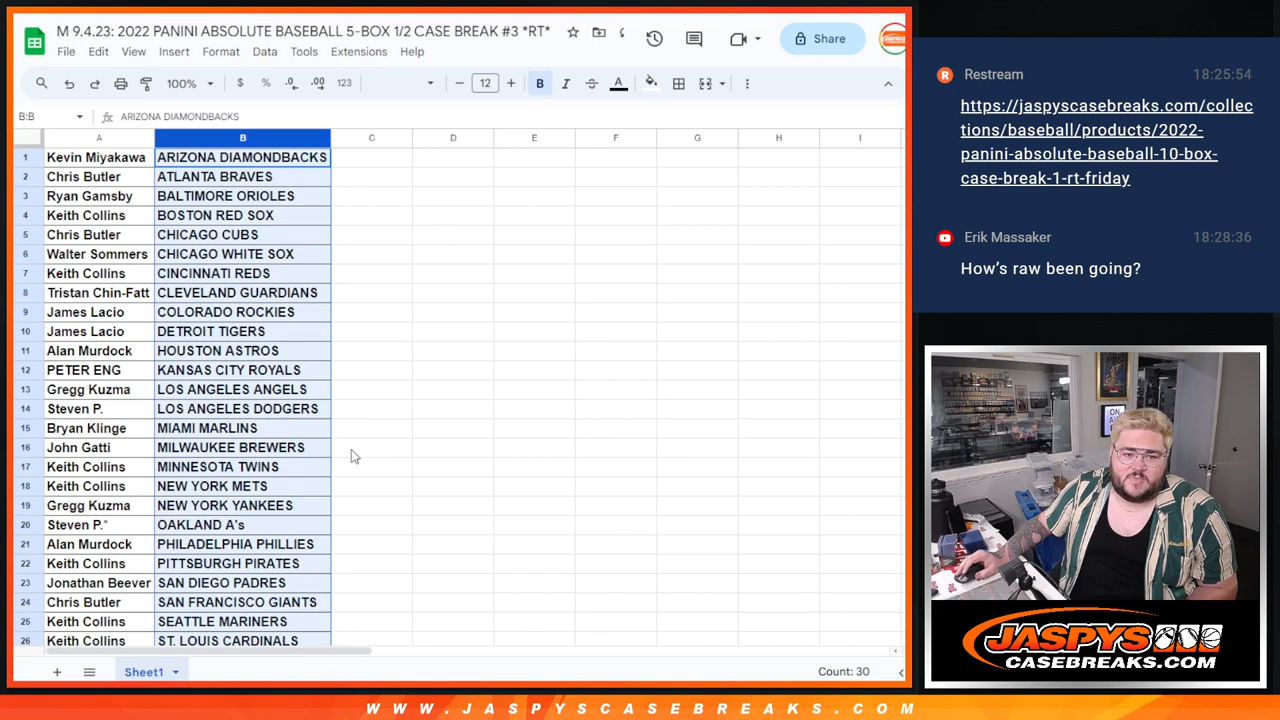 M 9.4.23: 2022 PANINI ABSOLUTE BASEBALL 5-BOX 1/2 CASE BREAK #3 *RT*
File Edit View Insert Format Data Tools Extensions Help
Share
JASPYS
100% $ % .0 .00 123 12 B I S A
B:B fx ARIZONA DIAMONDBACKS
A B C D E F G H I
1 Kevin Miyakawa ARIZONA DIAMONDBACKS
2 Chris Butler ATLANTA BRAVES
3 Ryan Gamsby BALTIMORE ORIOLES
4 Keith Collins BOSTON RED SOX
5 Chris Butler CHICAGO CUBS
6 Walter Sommers CHICAGO WHITE SOX
7 Keith Collins CINCINNATI REDS
8 Tristan Chin-Fatt CLEVELAND GUARDIANS
9 James Lacio COLORADO ROCKIES
10 James Lacio DETROIT TIGERS
11 Alan Murdock HOUSTON ASTROS
12 PETER ENG KANSAS CITY ROYALS
13 Gregg Kuzma LOS ANGELES ANGELS
14 Steven P. LOS ANGELES DODGERS
15 Bryan Klinge MIAMI MARLINS
16 John Gatti MILWAUKEE BREWERS
17 Keith Collins MINNESOTA TWINS
18 Keith Collins NEW YORK METS
19 Gregg Kuzma NEW YORK YANKEES
20 Steven P.* OAKLAND A's
21 Alan Murdock PHILADELPHIA PHILLIES
22 Keith Collins PITTSBURGH PIRATES
23 Jonathan Beever SAN DIEGO PADRES
24 Chris Butler SAN FRANCISCO GIANTS
25 Keith Collins SEATTLE MARINERS
26 Keith Collins ST. LOUIS CARDINALS
Sheet1
Count: 30
Restream 18:25:54
https://jaspyscasebreaks.com/collec
tions/baseball/products/2022-
panini-absolute-baseball-10-box-
case-break-1-rt-friday
Erik Massaker 18:28:36
How's raw been going?
ON
JASPYS
CASEBREAKS.COM
WWW.JASPYSCASEBREAKS.COM